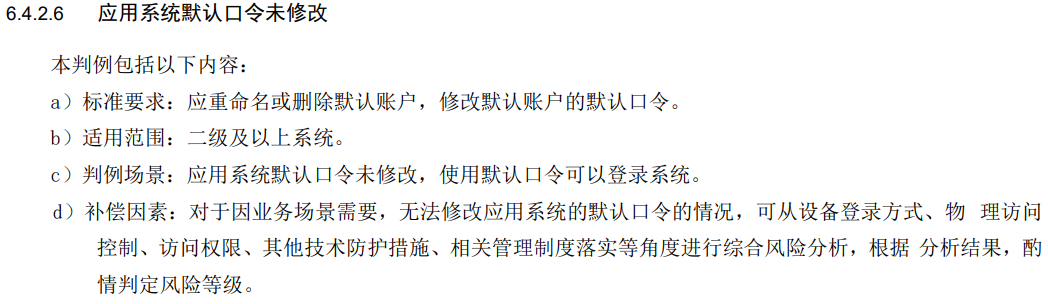 6.4.2.6 应用系统默认口令未修改
本判例包括以下内容：
a）标准要求：应重命名或删除默认账户，修改默认账户的默认口令。
b）适用范围：二级及以上系统。
c）判例场景：应用系统默认口令未修改，使用默认口令可以登录系统。
d）补偿因素：对于因业务场景需要，无法修改应用系统的默认口令的情况，可从设备登录方式、物 理访问
控制、访问权限、其他技术防护措施、相关管理制度落实等角度进行综合风险分析，根据 分析结果，酌
情判定风险等级。